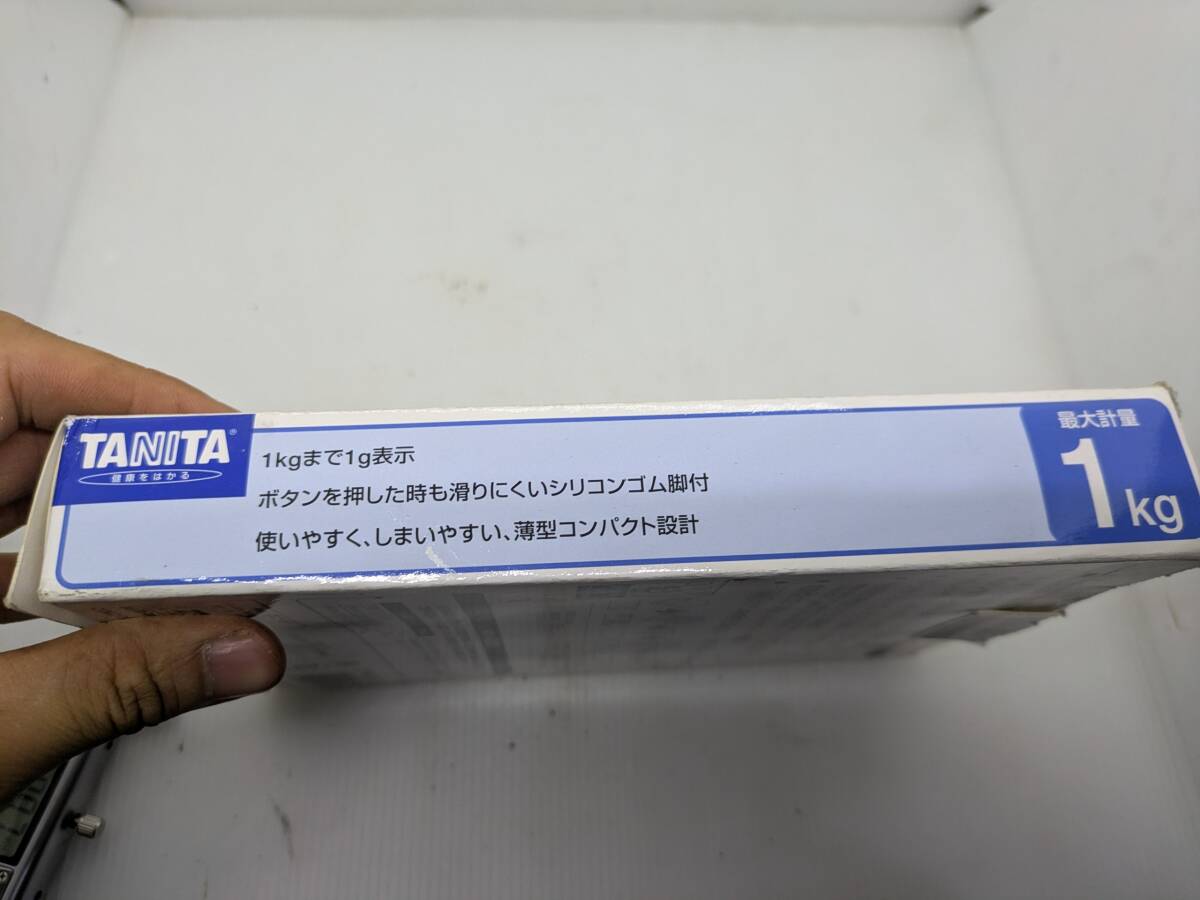 TANITA®
健康をはかる
1kgまで1g表示
ボタンを押した時も滑りにくいシリコンゴム脚付
使いやすく、しまいやすい、薄型コンパクト設計
最大計量
1kg